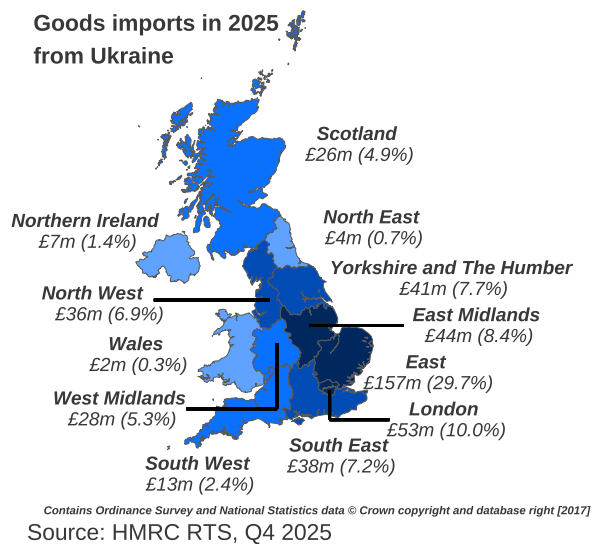 Goods imports in 2025
from Ukraine
Scotland
£26m (4.9%)
Northern Ireland
£7m (1.4%)
North East
£4m (0.7%)
Yorkshire and The Humber
£41m (7.7%)
North West
£36m (6.9%)
East Midlands
£44m (8.4%)
Wales
£2m (0.3%)
East
£157m (29.7%)
West Midlands
£28m (5.3%)
London
£53m (10.0%)
South East
£38m (7.2%)
South West
£13m (2.4%)
Contains Ordinance Survey and National Statistics data © Crown copyright and database right [2017]
Source: HMRC RTS, Q4 2025